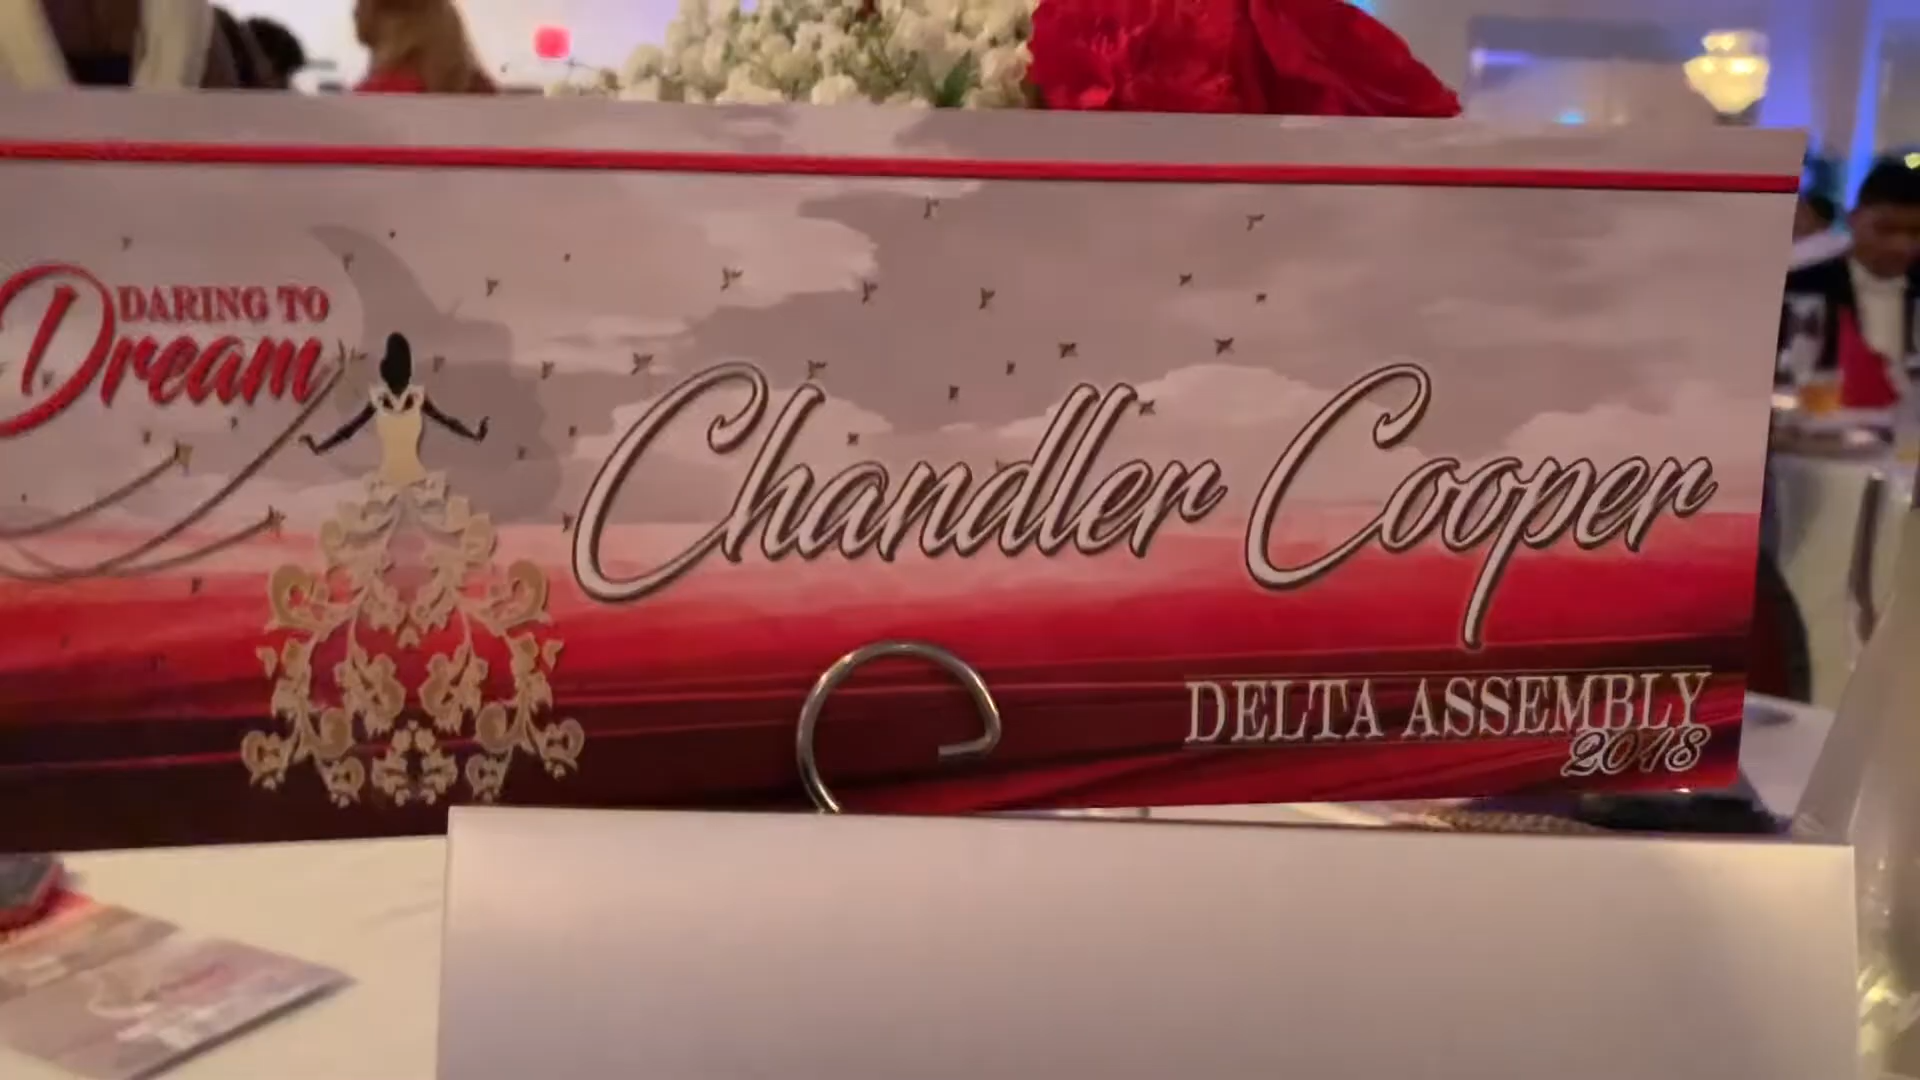 DARING TO
Dream
Chandler Cooper
DELTA ASSEMBLY
2018